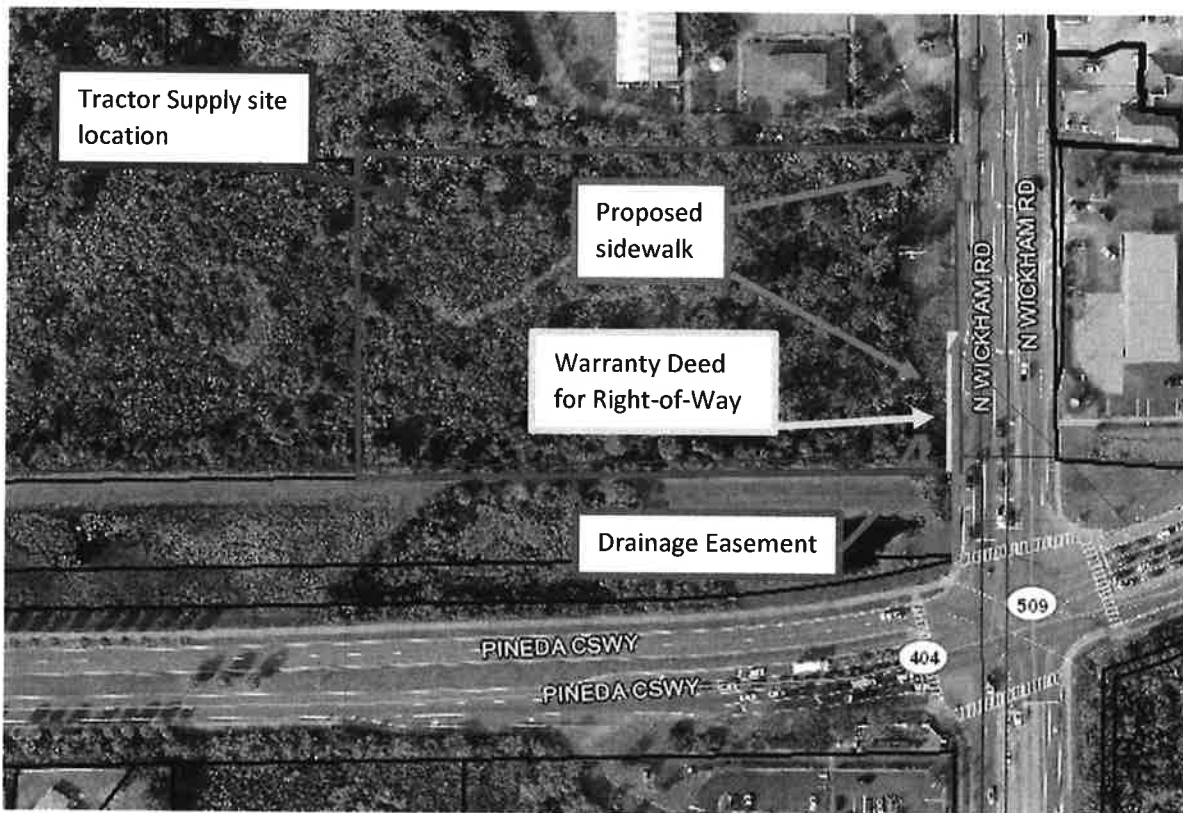 Tractor Supply site
location
Proposed
sidewalk
N WICKHAM RD
N WICKHAM RD
Warranty Deed
for Right-of-Way
Drainage Easement
509
PINEDA CSWY
404
PINEDA CSWY